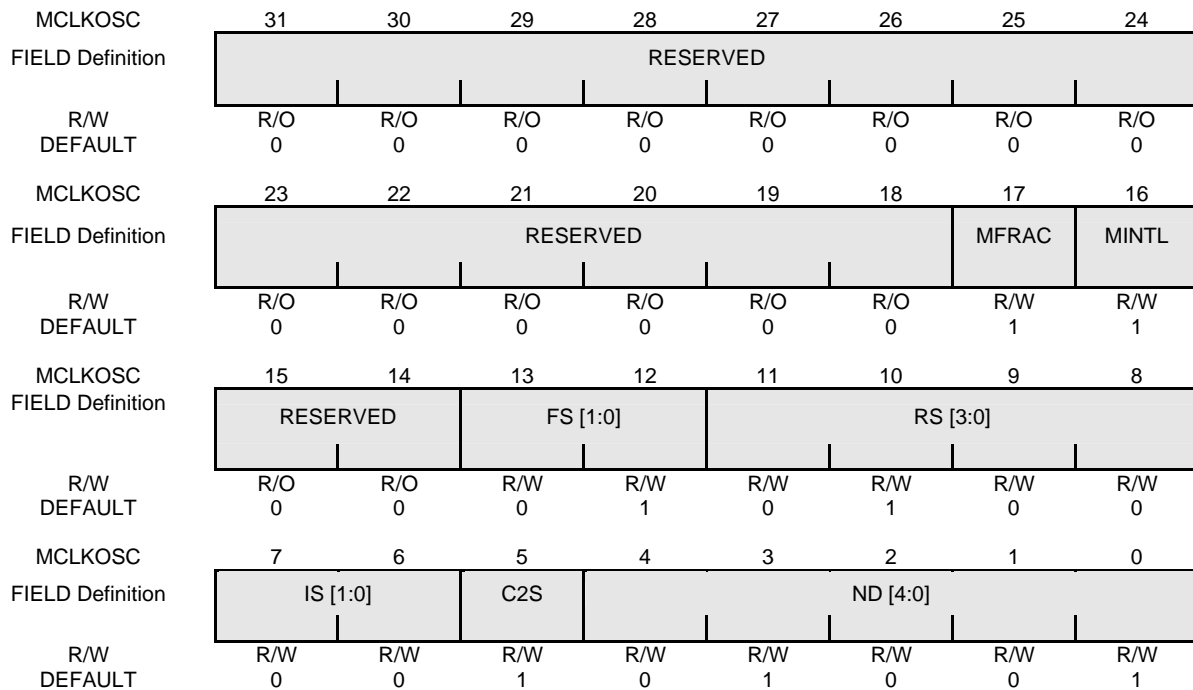 MCLKOSC 31 30 29 28 27 26 25 24
FIELD Definition RESERVED
R/W R/O R/O R/O R/O R/O R/O R/O R/O
DEFAULT 0 0 0 0 0 0 0 0
MCLKOSC 23 22 21 20 19 18 17 16
FIELD Definition RESERVED MFRAC MINTL
R/W R/O R/O R/O R/O R/O R/O R/W R/W
DEFAULT 0 0 0 0 0 0 1 1
MCLKOSC 15 14 13 12 11 10 9 8
FIELD Definition RESERVED FS [1:0] RS [3:0]
R/W R/O R/O R/W R/W R/W R/W R/W R/W
DEFAULT 0 0 0 1 0 1 0 0
MCLKOSC 7 6 5 4 3 2 1 0
FIELD Definition IS [1:0] C2S ND [4:0]
R/W R/W R/W R/W R/W R/W R/W R/W R/W
DEFAULT 0 0 1 0 1 0 0 1